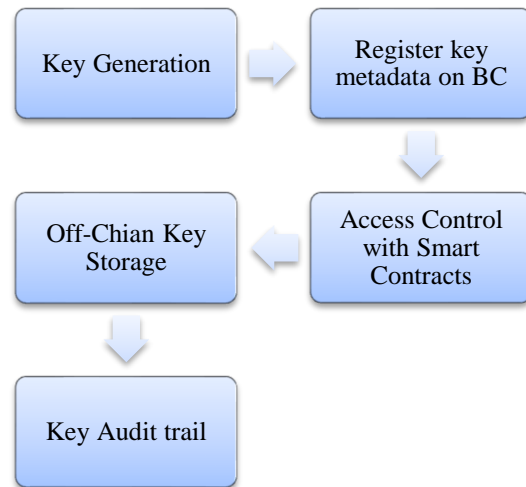 Key Generation
Register key
metadata on BC
Access Control
with Smart
Contracts
Off-Chian Key
Storage
Key Audit trail